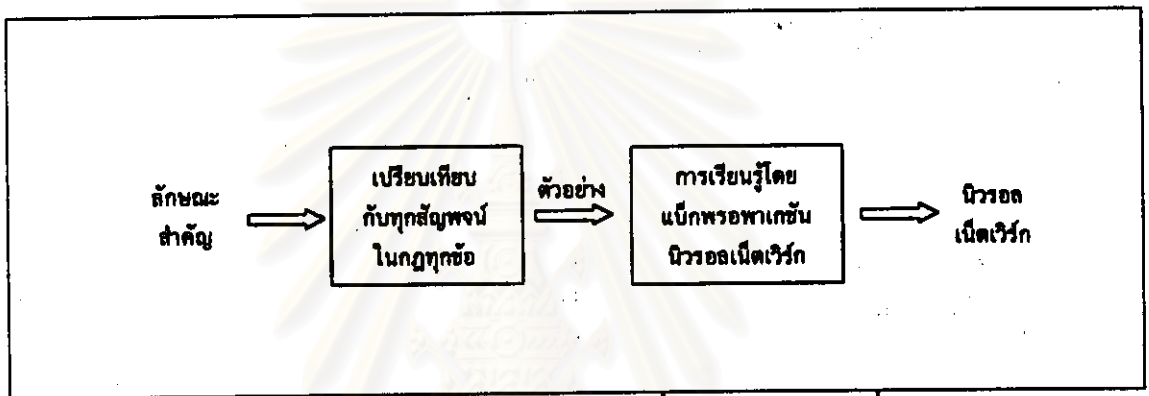 ลักษณะ
สำคัญ
เปรียบเทียบ
กับทุกสัญพจน์
ในกฎทุกข้อ
ตัวอย่าง
การเรียนรู้โดย
แบ็กพรอพาเกชัน
นิวรอลเน็ตเวิร์ก
นิวรอล
เน็ตเวิร์ก